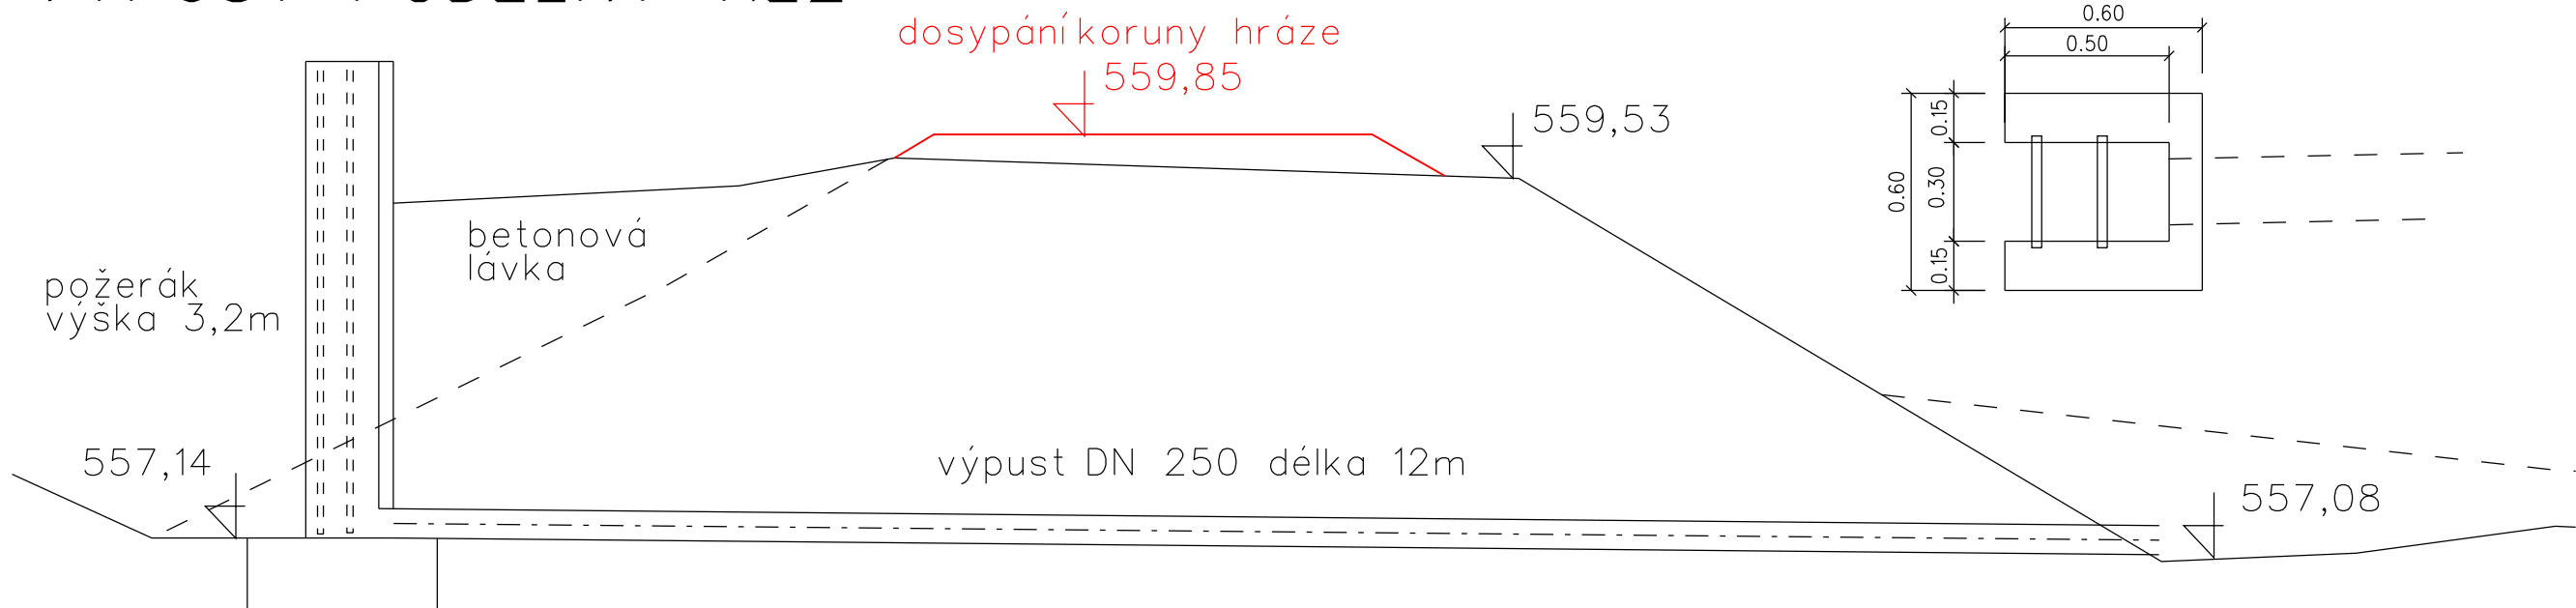 dosypání koruny hráze
559,85
559,53
betonová
lávka
požerák
výška 3,2m
557,14
výpust DN 250 délka 12m
557,08
0.60
0.50
0.15
0.30
0.60
0.15